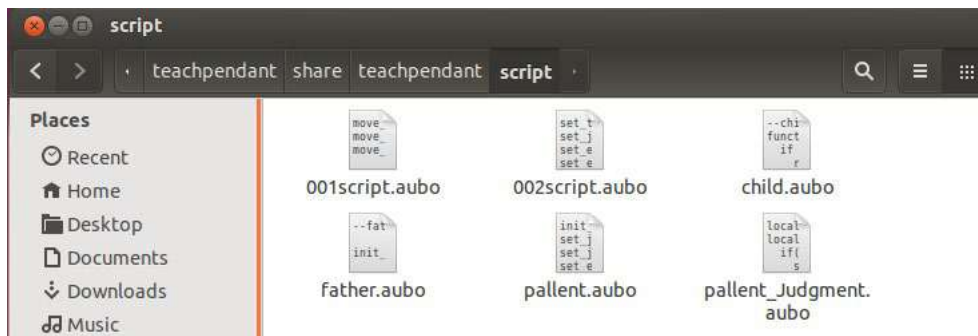 script
teachpendant share teachpendant script
Places
Recent
Home
Desktop
Documents
Downloads
Music
move_
move_
move_
001script.aubo
set_t
set_j
set_e
set_e
002script.aubo
--chi
funct
if
r
child.aubo
--fat
init_
father.aubo
init_
set_j
set_j
set_e
pallent.aubo
local
local
if(
s
pallent_Judgment.
aubo